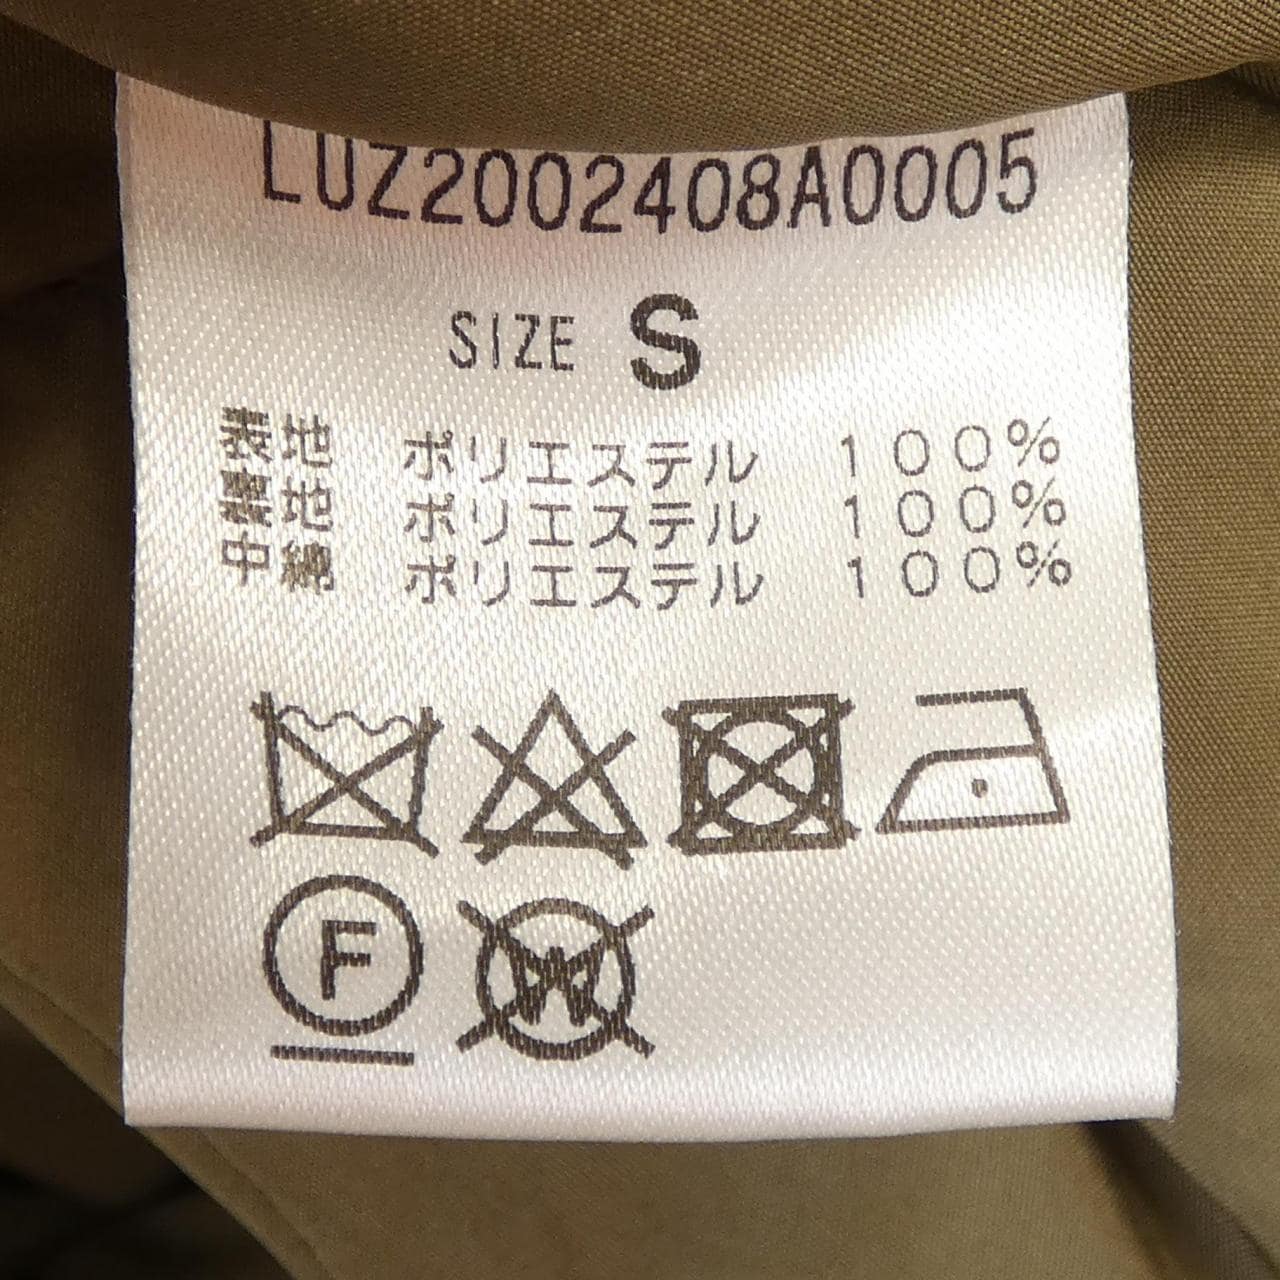 LUZ2002408A0005
SIZE S
表地 ポリエステル 100%
裏地 ポリエステル 100%
中綿 ポリエステル 100%
F
W